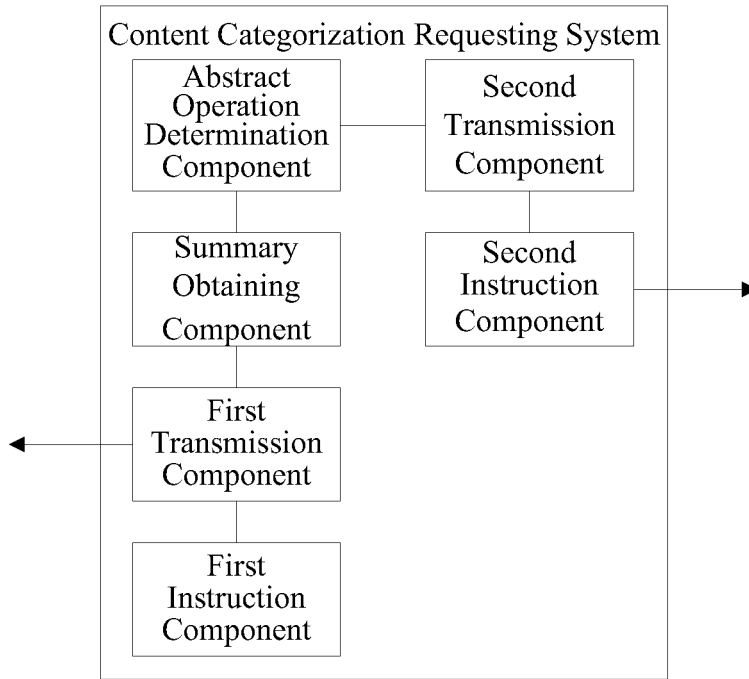 Content Categorization Requesting System
Abstract
Operation
Determination
Component
Second
Transmission
Component
Summary
Obtaining
Component
Second
Instruction
Component
First
Transmission
Component
First
Instruction
Component